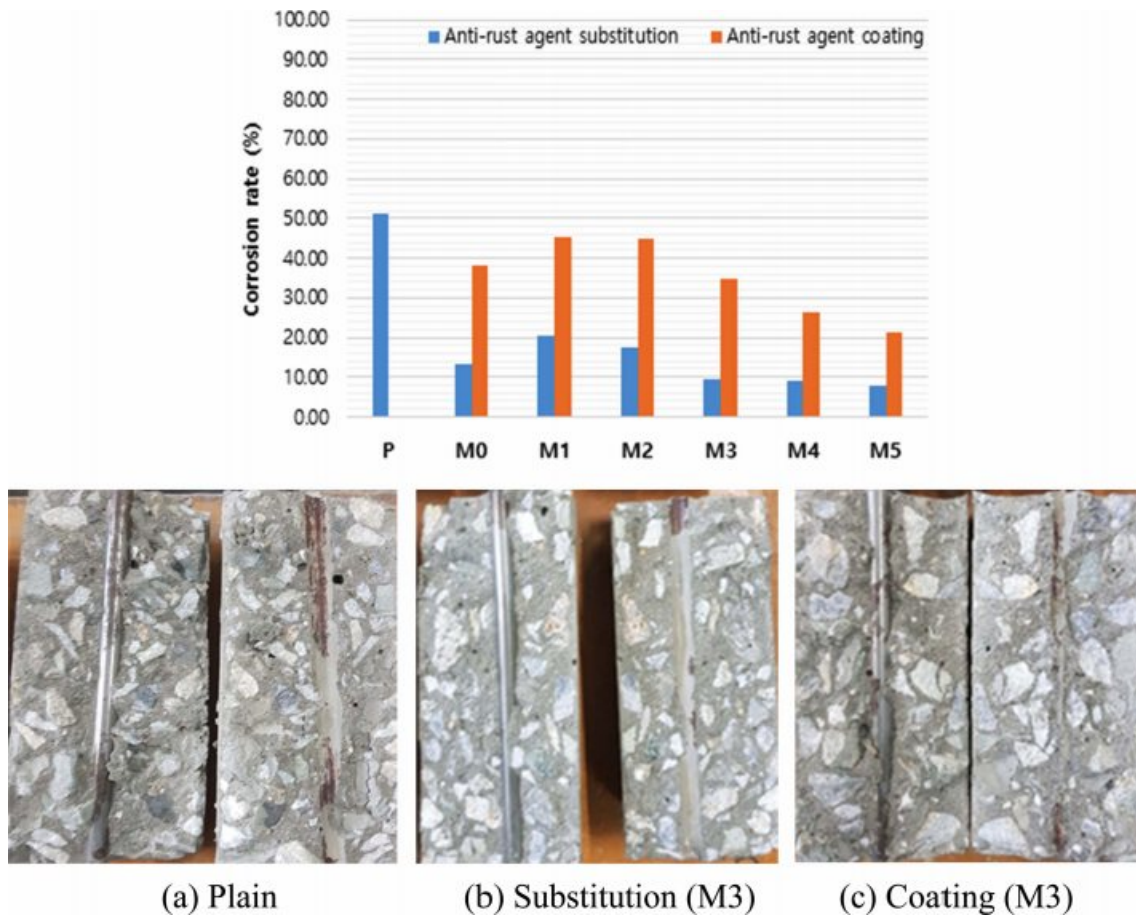 100.00
Anti-rust agent substitution Anti-rust agent coating
90.00
80.00
70.00
60.00
50.00
40.00
30.00
20.00
10.00
0.00
Corrosion rate (%)
P M0 M1 M2 M3 M4 M5
(a) Plain (b) Substitution (M3) (c) Coating (M3)